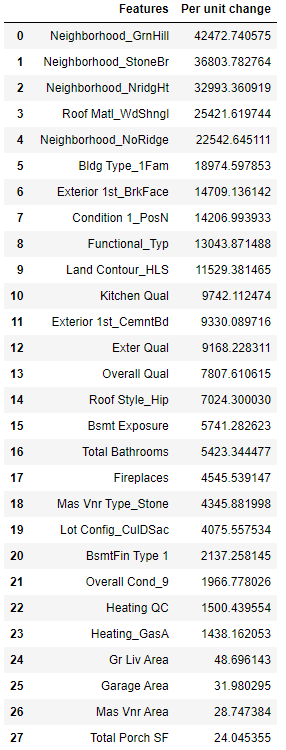 Features Per unit change
0 Neighborhood_GrnHill 42472.740575
1 Neighborhood_StoneBr 36803.782764
2 Neighborhood_NridgHt 32993.360919
3 Roof Matl_WdShngl 25421.619744
4 Neighborhood_NoRidge 22542.645111
5 Bldg Type_1Fam 18974.597853
6 Exterior 1st_BrkFace 14709.136142
7 Condition 1_PosN 14206.993933
8 Functional_Typ 13043.871488
9 Land Contour_HLS 11529.381465
10 Kitchen Qual 9742.112474
11 Exterior 1st_CemntBd 9330.089716
12 Exter Qual 9168.228311
13 Overall Qual 7807.610615
14 Roof Style_Hip 7024.300030
15 Bsmt Exposure 5741.282623
16 Total Bathrooms 5423.344477
17 Fireplaces 4545.539147
18 Mas Vnr Type_Stone 4345.881998
19 Lot Config_CulDSac 4075.557534
20 BsmtFin Type 1 2137.258145
21 Overall Cond_9 1966.778026
22 Heating QC 1500.439554
23 Heating_GasA 1438.162053
24 Gr Liv Area 48.696143
25 Garage Area 31.980295
26 Mas Vnr Area 28.747384
27 Total Porch SF 24.045355